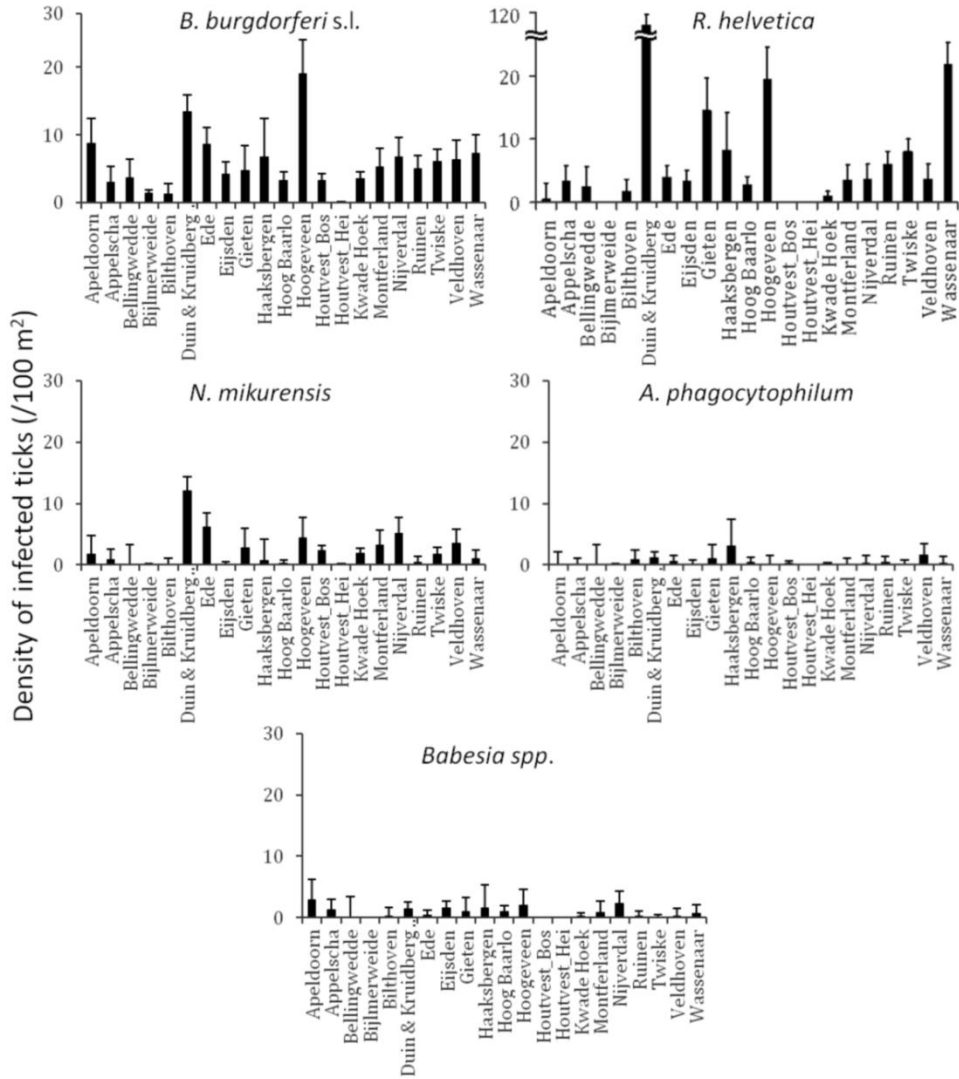 Density of infected ticks (/100 m²)
B. burgdorferi s.l.
30
20
10
0
Apeldoorn
Appelscha
Bellingwedde
Bijlmerweide
Bilthoven
Duin & Kruidberg..
Ede
Eijsden
Gieten
Haaksbergen
Hoog Baarlo
Hoogeveen
Houtvest_Bos
Houtvest_Hei
Kwade Hoek
Montferland
Nijverdal
Ruinen
Twiske
Veldhoven
Wassenaar
R. helvetica
120
20
10
0
Apeldoorn
Appelscha
Bellingwedde
Bijlmerweide
Bilthoven
Duin & Kruidberg
Ede
Eijsden
Gieten
Haaksbergen
Hoog Baarlo
Hoogeveen
Houtvest_Bos
Houtvest_Hei
Kwade Hoek
Montferland
Nijverdal
Ruinen
Twiske
Veldhoven
Wassenaar
N. mikurensis
30
20
10
0
Apeldoorn
Appelscha
Bellingwedde
Bijlmerweide
Bilthoven
Duin & Kruidberg..
Ede
Eijsden
Gieten
Haaksbergen
Hoog Baarlo
Hoogeveen
Houtvest_Bos
Houtvest_Hei
Kwade Hoek
Montferland
Nijverdal
Ruinen
Twiske
Veldhoven
Wassenaar
A. phagocytophilum
30
20
10
0
Apeldoorn
Appelscha
Bellingwedde
Bijlmerweide
Bilthoven
Duin & Kruidberg..
Ede
Eijsden
Gieten
Haaksbergen
Hoog Baarlo
Hoogeveen
Houtvest_Bos
Houtvest_Hei
Kwade Hoek
Montferland
Nijverdal
Ruinen
Twiske
Veldhoven
Wassenaar
Babesia spp.
30
20
10
0
Apeldoorn
Appelscha
Bellingwedde
Bijlmerweide
Bilthoven
Duin & Kruidberg..
Ede
Eijsden
Gieten
Haaksbergen
Hoog Baarlo
Hoogeveen
Houtvest_Bos
Houtvest_Hei
Kwade Hoek
Montferland
Nijverdal
Ruinen
Twiske
Veldhoven
Wassenaar